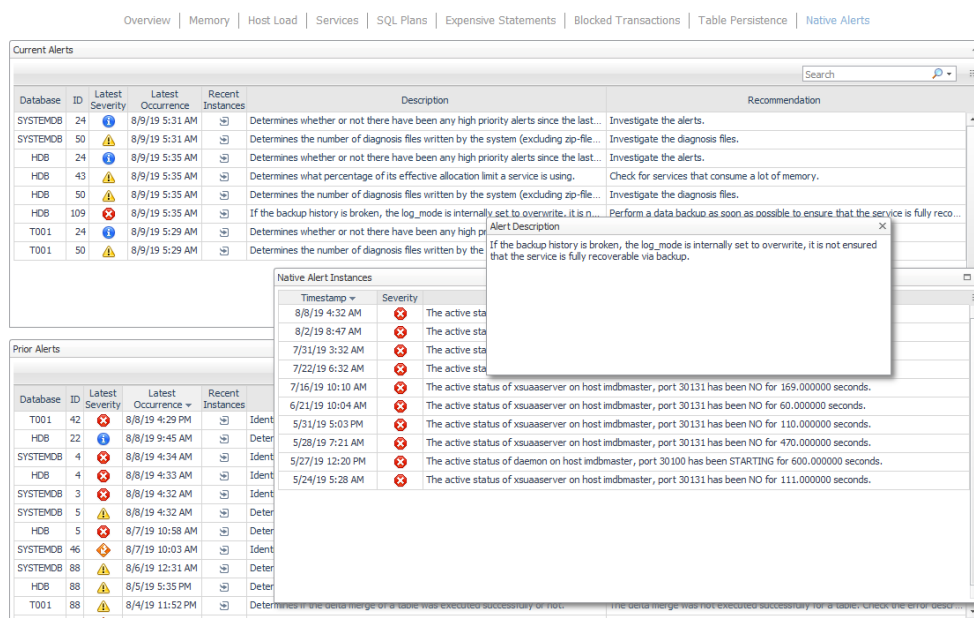 Overview | Memory | Host Load | Services | SQL Plans | Expensive Statements | Blocked Transactions | Table Persistence | Native Alerts
Current Alerts
Search
Database ID Latest Severity Latest Occurrence Recent Instances Description Recommendation
SYSTEMDB 24 8/9/19 5:31 AM Determines whether or not there have been any high priority alerts since the last... Investigate the alerts.
SYSTEMDB 50 8/9/19 5:31 AM Determines the number of diagnosis files written by the system (excluding zip-file... Investigate the diagnosis files.
HDB 24 8/9/19 5:35 AM Determines whether or not there have been any high priority alerts since the last... Investigate the alerts.
HDB 43 8/9/19 5:35 AM Determines what percentage of its effective allocation limit a service is using. Check for services that consume a lot of memory.
HDB 50 8/9/19 5:35 AM Determines the number of diagnosis files written by the system (excluding zip-file... Investigate the diagnosis files.
HDB 109 8/9/19 5:35 AM If the backup history is broken, the log_mode is internally set to overwrite, it is n... Perform a data backup as soon as possible to ensure that the service is fully reco...
T001 24 8/9/19 5:29 AM Determines whether or not there have been any high pr
T001 50 8/9/19 5:29 AM Determines the number of diagnosis files written by the
Alert Description
If the backup history is broken, the log_mode is internally set to overwrite, it is not ensured
that the service is fully recoverable via backup.
Native Alert Instances
Timestamp Severity
8/8/19 4:32 AM The active sta
8/2/19 8:47 AM The active sta
7/31/19 3:32 AM The active sta
7/22/19 6:32 AM The active sta
7/16/19 10:10 AM The active status of xsuaaserver on host imdbmaster, port 30131 has been NO for 169.000000 seconds.
6/21/19 10:04 AM The active status of xsuaaserver on host imdbmaster, port 30131 has been NO for 60.000000 seconds.
5/31/19 5:03 PM The active status of xsuaaserver on host imdbmaster, port 30131 has been NO for 110.000000 seconds.
5/28/19 7:21 AM The active status of xsuaaserver on host imdbmaster, port 30131 has been NO for 470.000000 seconds.
5/27/19 12:20 PM The active status of daemon on host imdbmaster, port 30100 has been STARTING for 600.000000 seconds.
5/24/19 5:28 AM The active status of xsuaaserver on host imdbmaster, port 30131 has been NO for 111.000000 seconds.
Prior Alerts
Database ID Latest Severity Latest Occurrence Recent Instances
T001 42 8/8/19 4:29 PM Ident
HDB 22 8/8/19 9:45 AM Deter
SYSTEMDB 4 8/8/19 4:34 AM Ident
HDB 4 8/8/19 4:33 AM Ident
SYSTEMDB 3 8/8/19 4:32 AM Ident
SYSTEMDB 5 8/8/19 4:32 AM Deter
HDB 5 8/7/19 10:58 AM Deter
SYSTEMDB 46 8/7/19 10:03 AM Ident
SYSTEMDB 88 8/6/19 12:31 AM Deter
HDB 88 8/5/19 5:35 PM Deter
T001 88 8/4/19 11:52 PM Determines if the delta merge of a table was executed successfully or not. The delta merge was not executed successfully for a table. Check the error descr...